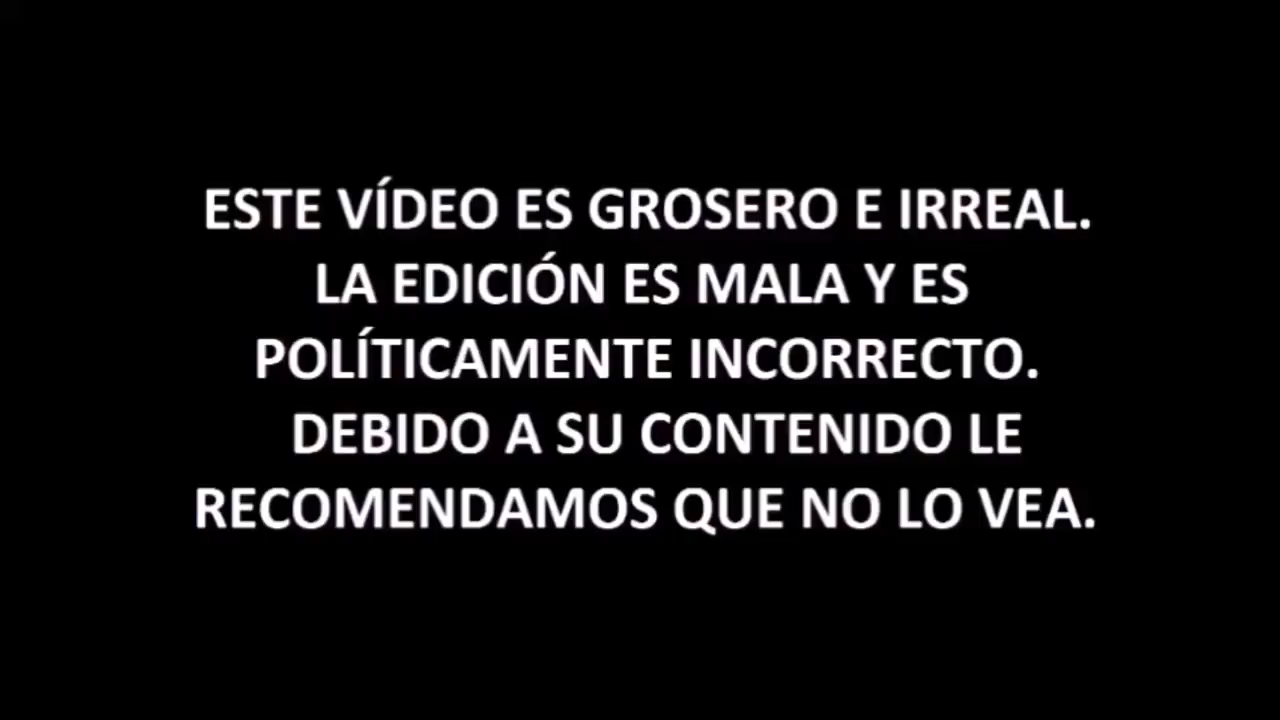 ESTE VÍDEO ES GROSERO E IRREAL.
LA EDICIÓN ES MALA Y ES
POLÍTICAMENTE INCORRECTO.
DEBIDO A SU CONTENIDO LE
RECOMENDAMOS QUE NO LO VEA.